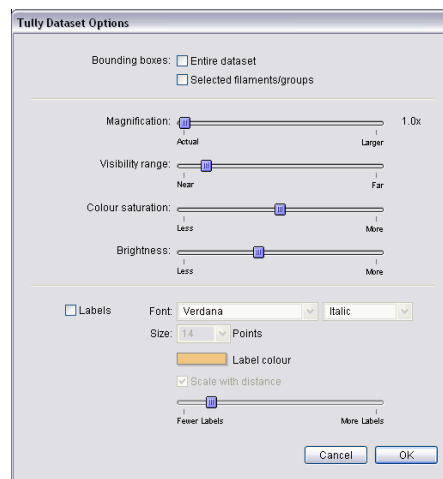 Tully Dataset Options
Bounding boxes: Entire dataset
Selected filaments/groups
Magnification: 1.0x
Actual Larger
Visibility range:
Near Far
Colour saturation:
Less More
Brightness:
Less More
Labels Font: Verdana Italic
Size: 14 Points
Label colour
Scale with distance
Fewer Labels More Labels
Cancel OK